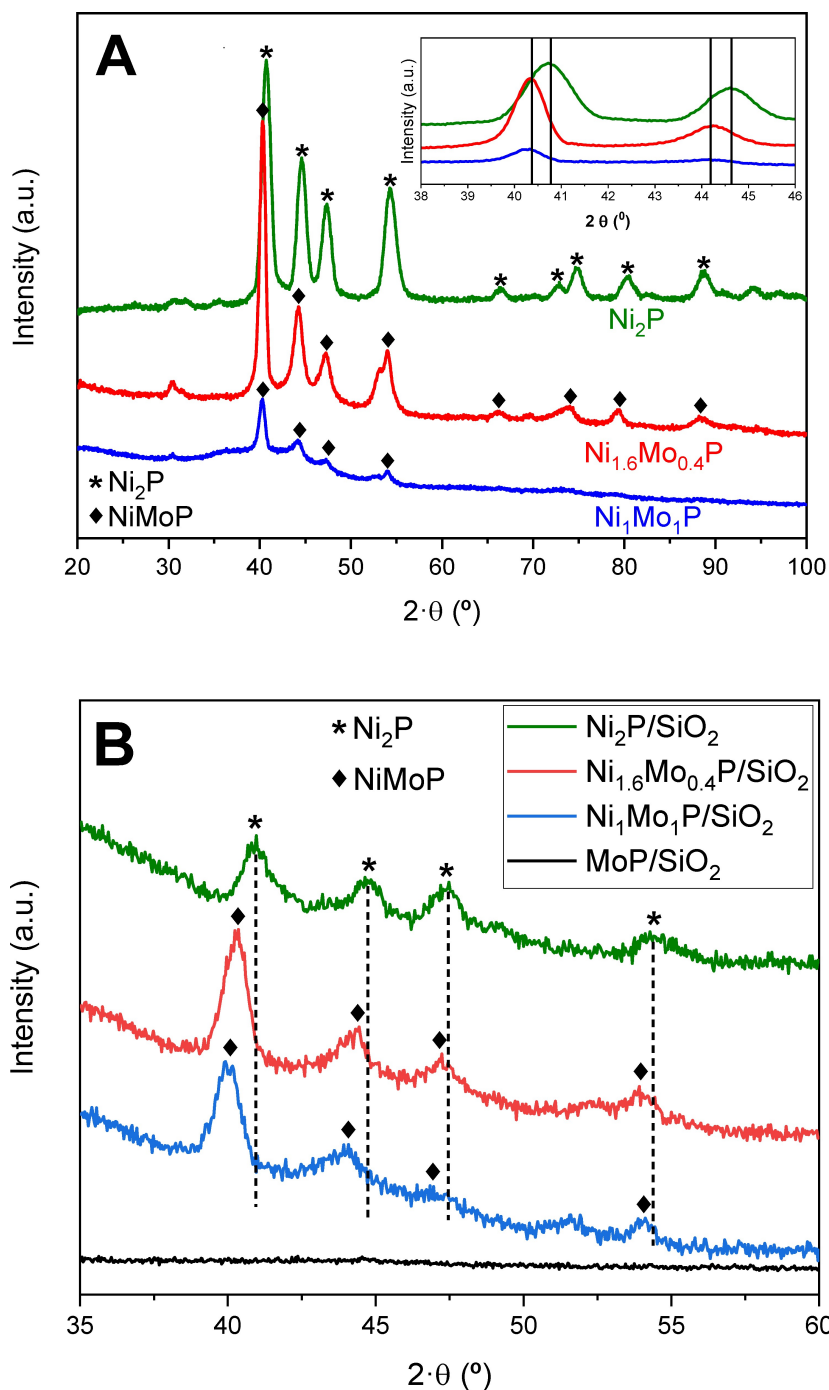 A
Intensity (a.u.)
Intensity (a.u.)
38 39 40 41 42 43 44 45 46
2 θ (⁰)
* * * * * * * * *
Ni₂P
◆ ◆ ◆ ◆ ◆ ◆ ◆ ◆
Ni₁.₆Mo₀.₄P
◆ ◆ ◆ ◆
* Ni₂P
◆ NiMoP
Ni₁Mo₁P
20 30 40 50 60 70 80 90 100
2·θ (º)
B
* Ni₂P
◆ NiMoP
Ni₂P/SiO₂
Ni₁.₆Mo₀.₄P/SiO₂
Ni₁Mo₁P/SiO₂
MoP/SiO₂
Intensity (a.u.)
* * * *
◆ ◆ ◆ ◆
◆ ◆ ◆ ◆
35 40 45 50 55 60
2·θ (º)